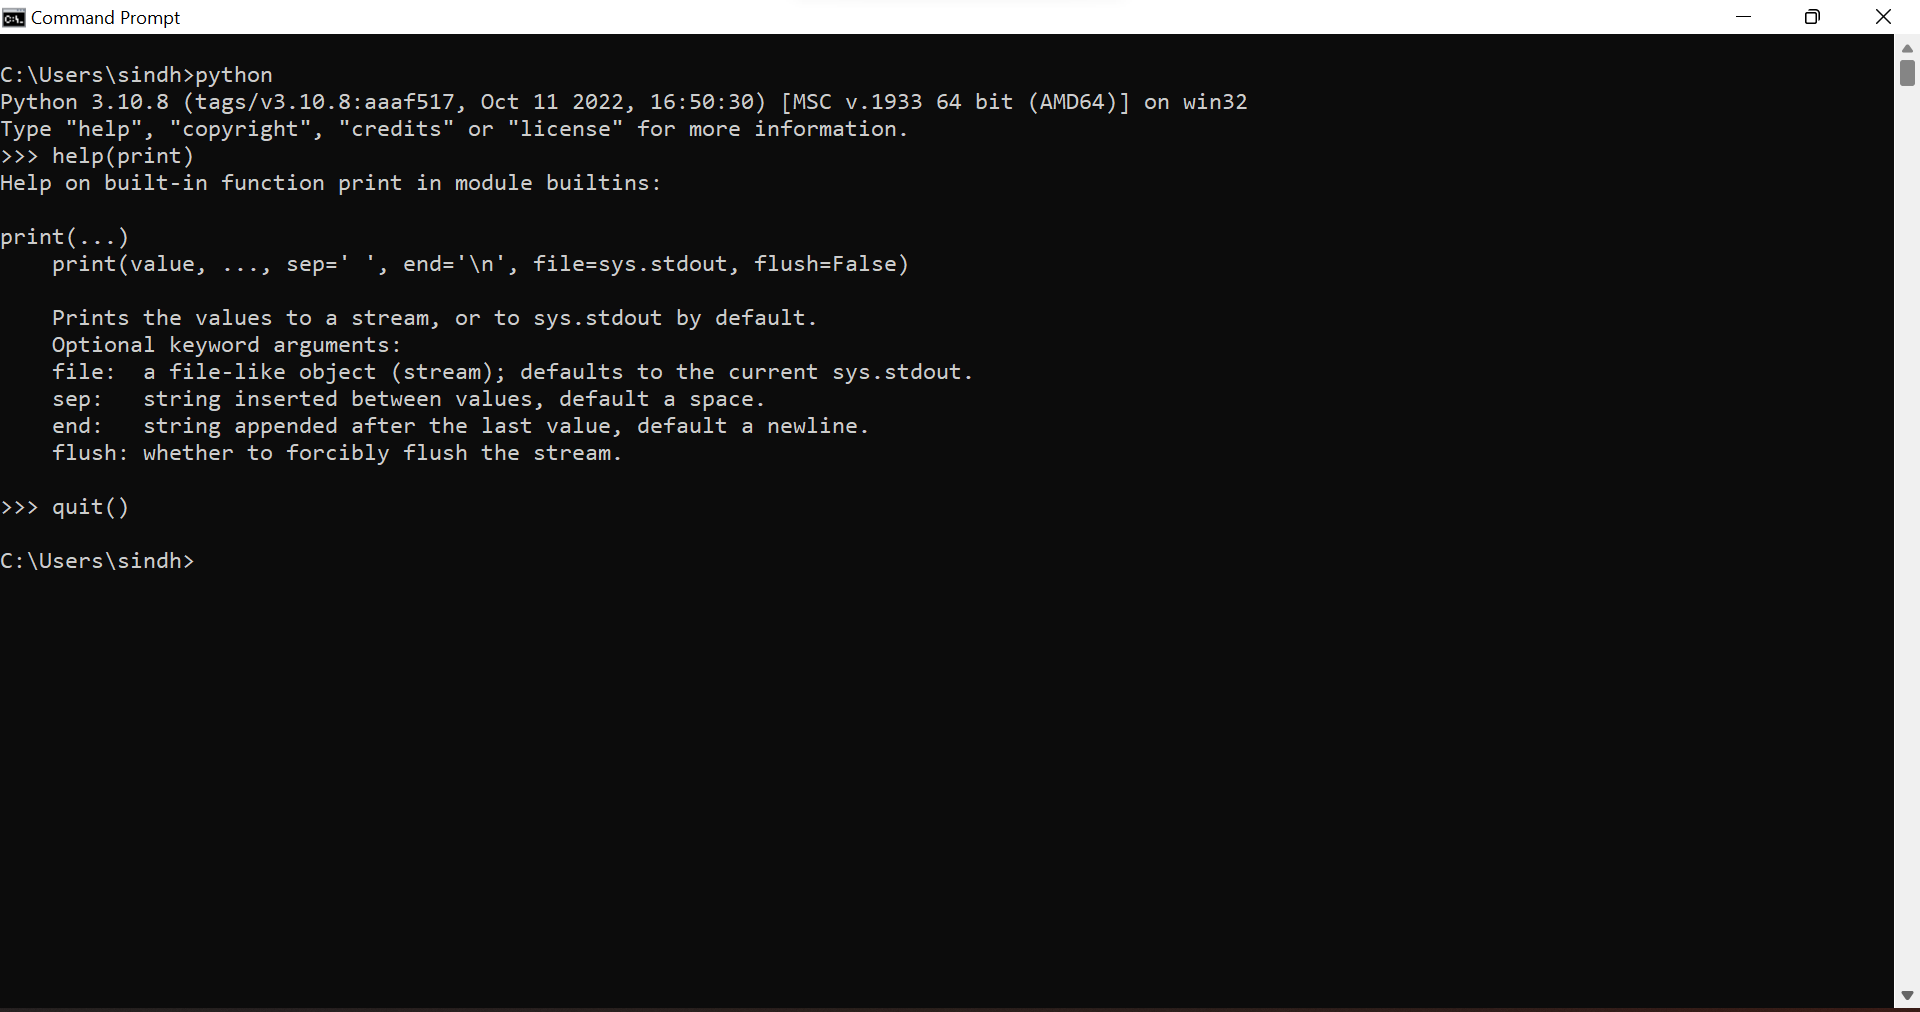 Command Prompt
C:\Users\sindh>python
Python 3.10.8 (tags/v3.10.8:aaaf517, Oct 11 2022, 16:50:30) [MSC v.1933 64 bit (AMD64)] on win32
Type "help", "copyright", "credits" or "license" for more information.
>>> help(print)
Help on built-in function print in module builtins:

print(...)
    print(value, ..., sep=' ', end='\n', file=sys.stdout, flush=False)

    Prints the values to a stream, or to sys.stdout by default.
    Optional keyword arguments:
    file:  a file-like object (stream); defaults to the current sys.stdout.
    sep:   string inserted between values, default a space.
    end:   string appended after the last value, default a newline.
    flush: whether to forcibly flush the stream.

>>> quit()

C:\Users\sindh>